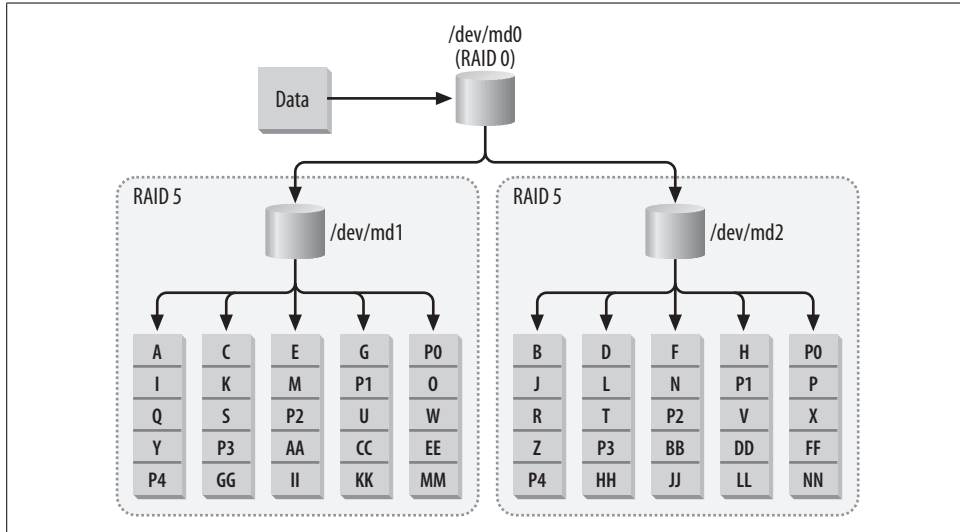 /dev/md0
(RAID 0)
Data
RAID 5
/dev/md1
RAID 5
/dev/md2
A C E G P0
I K M P1 O
Q S P2 U W
Y P3 AA CC EE
P4 GG II KK MM
B D F H P0
J L N P1 P
R T P2 V X
Z P3 BB DD FF
P4 HH JJ LL NN